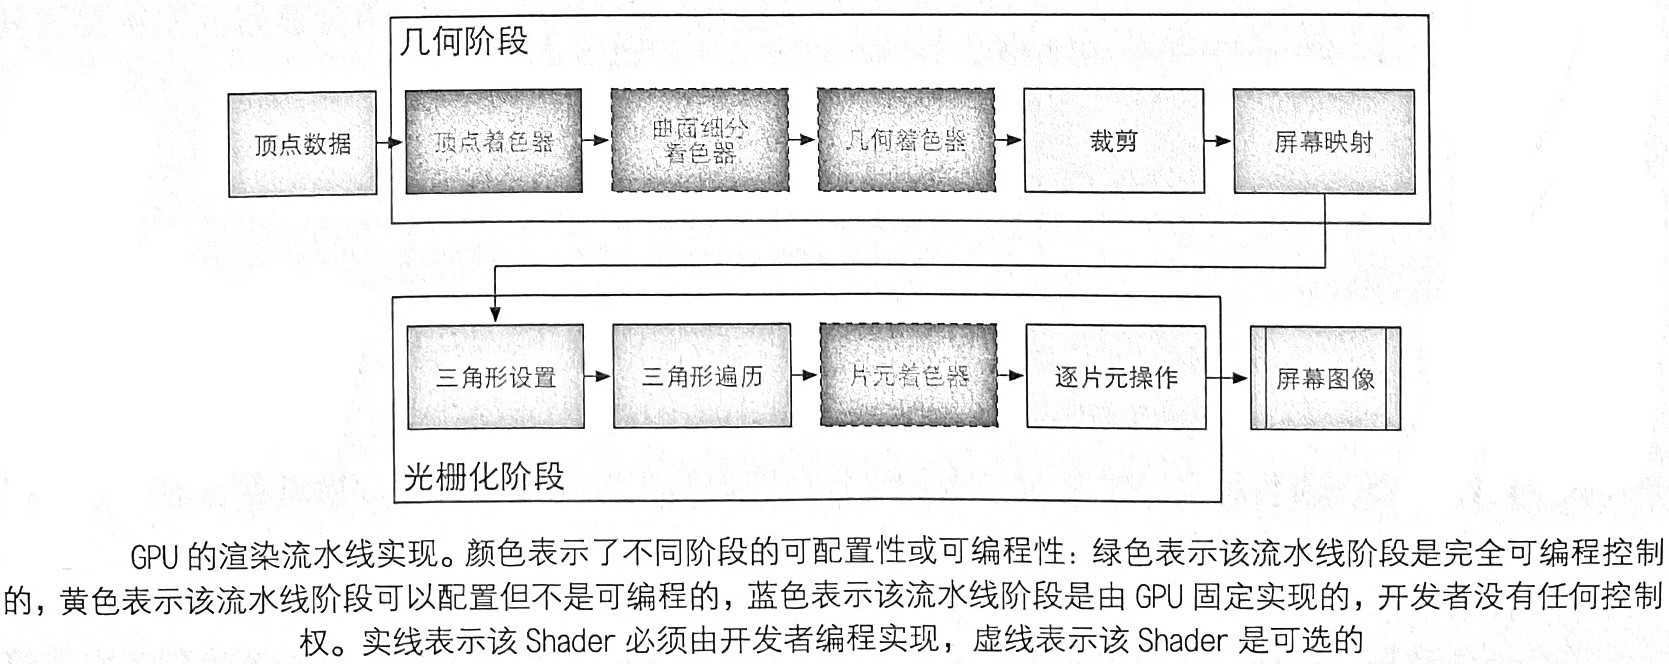 几何阶段
顶点数据
顶点着色器
曲面细分
着色器
几何着色器
裁剪
屏幕映射
三角形设置
三角形遍历
片元着色器
逐片元操作
屏幕图像
光栅化阶段
GPU 的渲染流水线实现。颜色表示了不同阶段的可配置性或可编程性：绿色表示该流水线阶段是完全可编程控制
的，黄色表示该流水线阶段可以配置但不是可编程的，蓝色表示该流水线阶段是由 GPU 固定实现的，开发者没有任何控制
权。实线表示该 Shader 必须由开发者编程实现，虚线表示该 Shader 是可选的